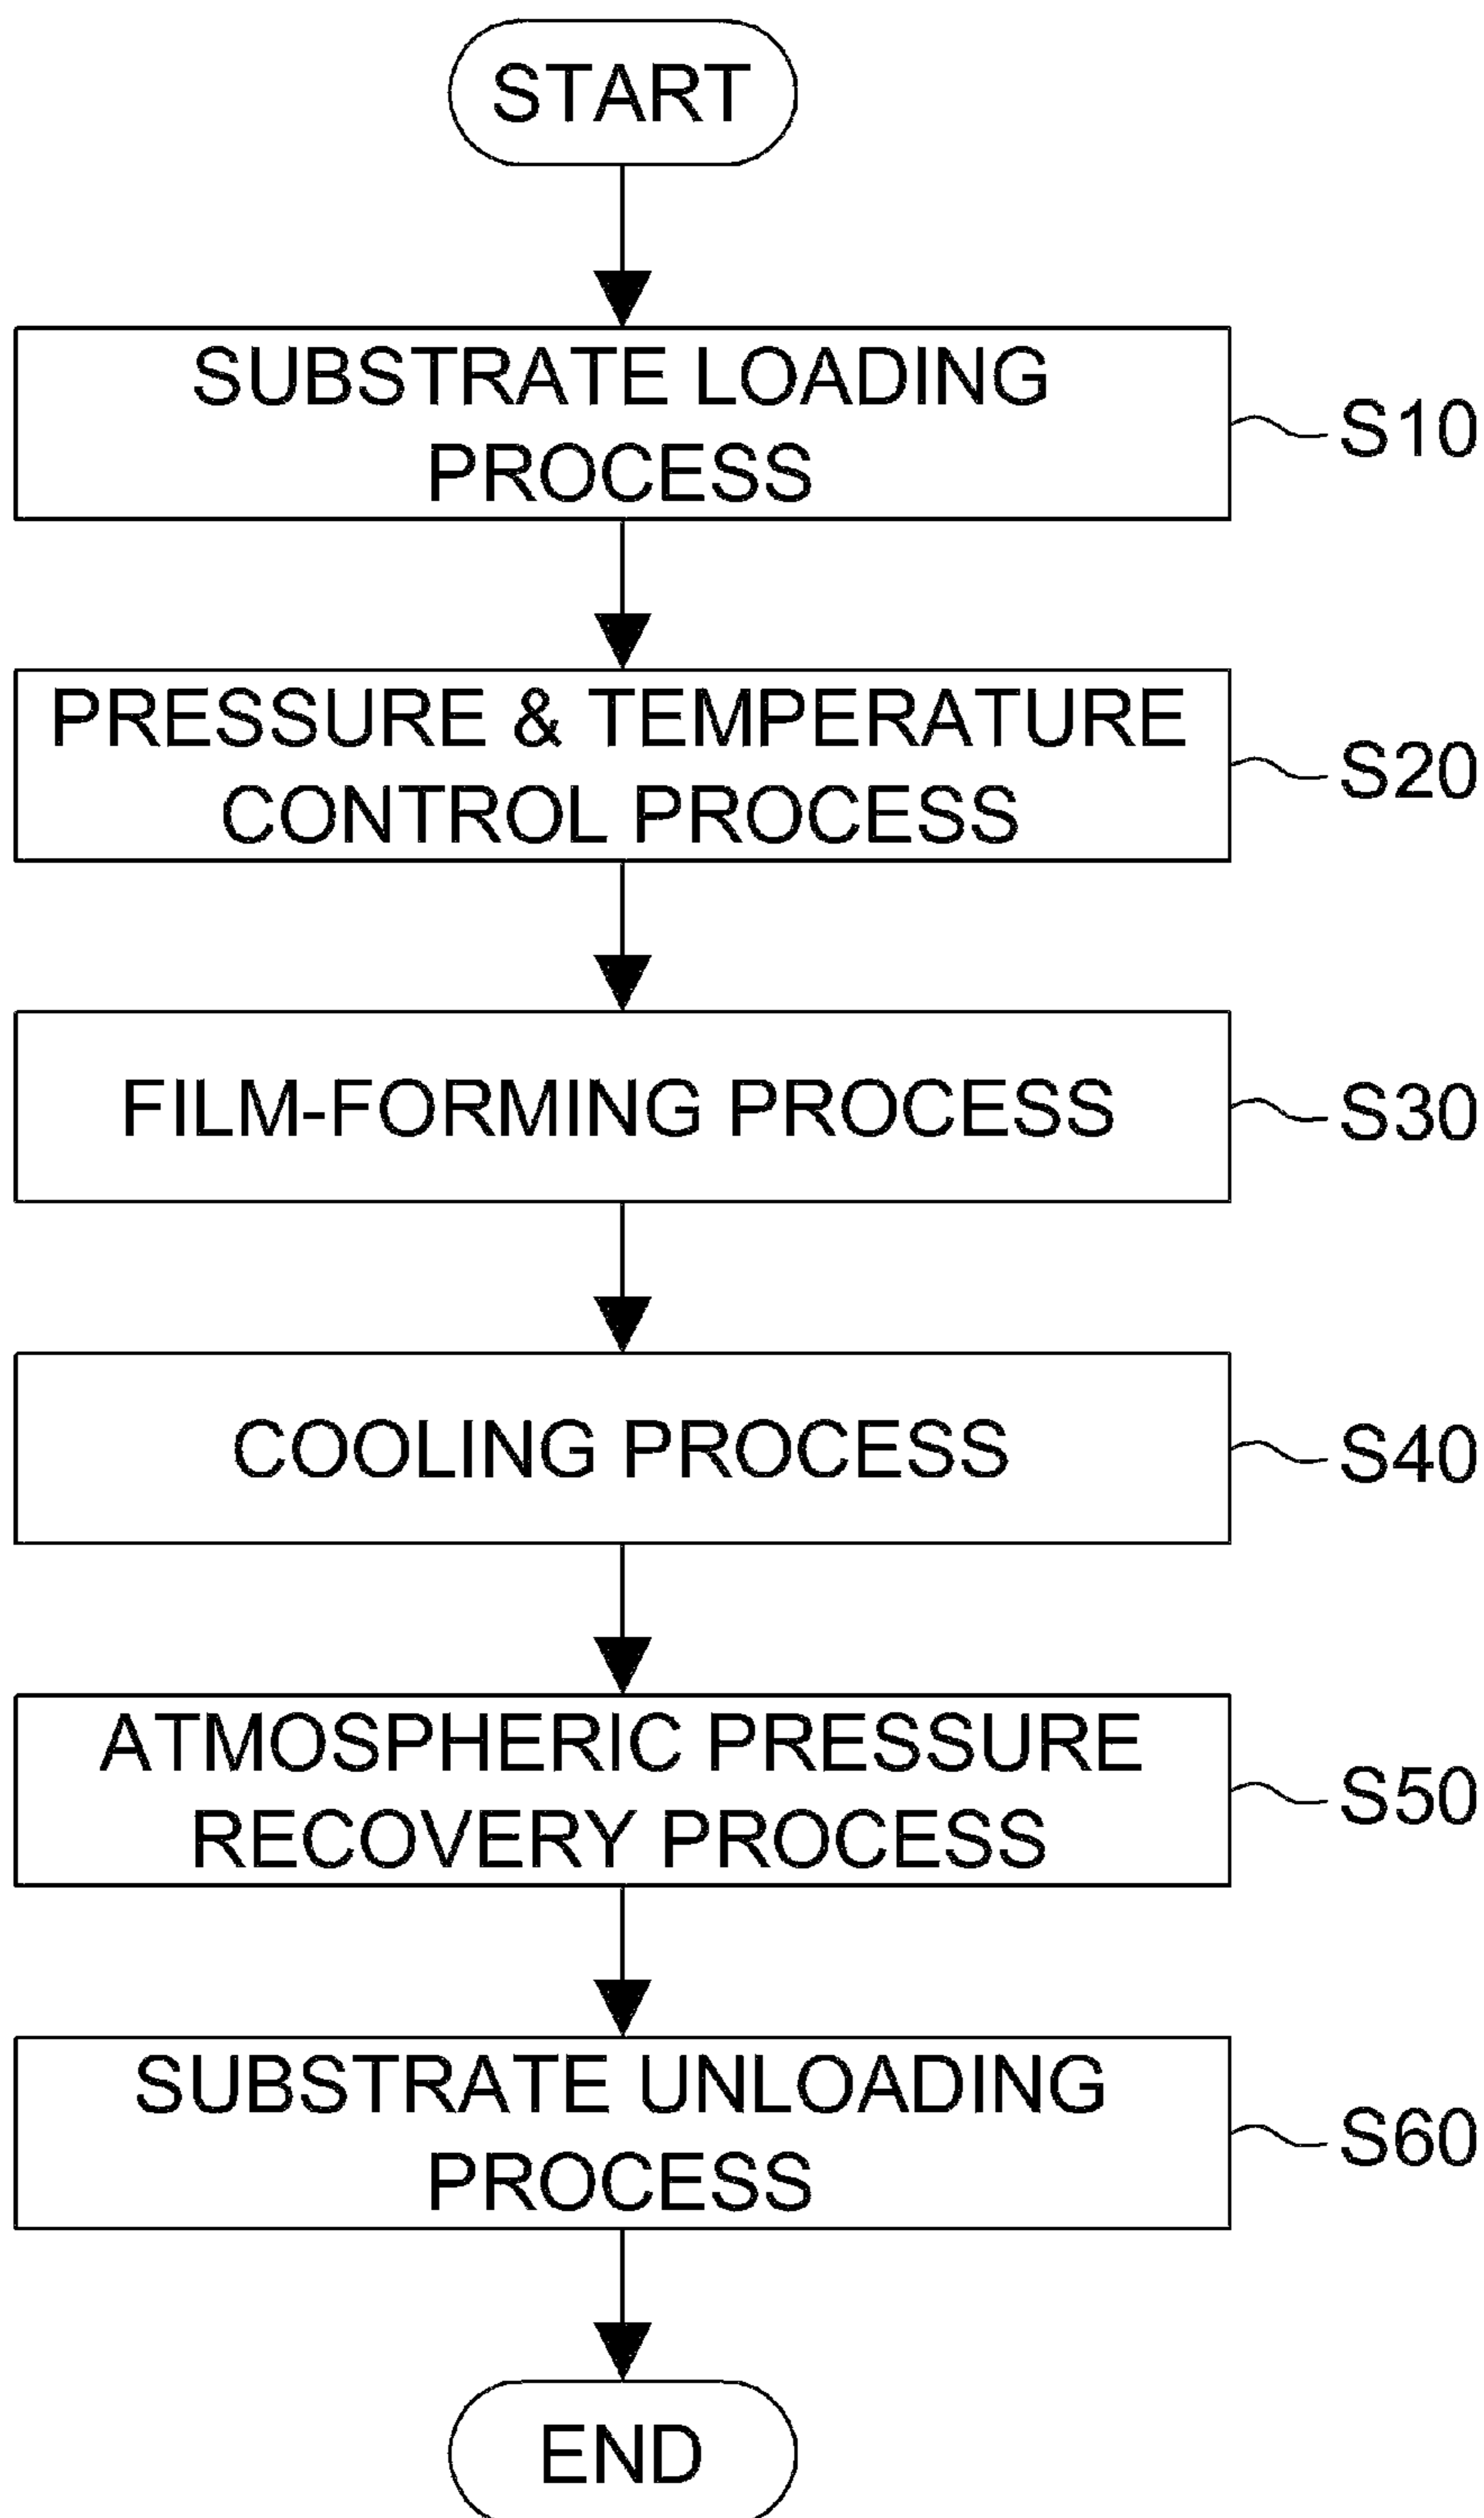 START
SUBSTRATE LOADING
PROCESS
S10
PRESSURE & TEMPERATURE
CONTROL PROCESS
S20
FILM-FORMING PROCESS
S30
COOLING PROCESS
S40
ATMOSPHERIC PRESSURE
RECOVERY PROCESS
S50
SUBSTRATE UNLOADING
PROCESS
S60
END